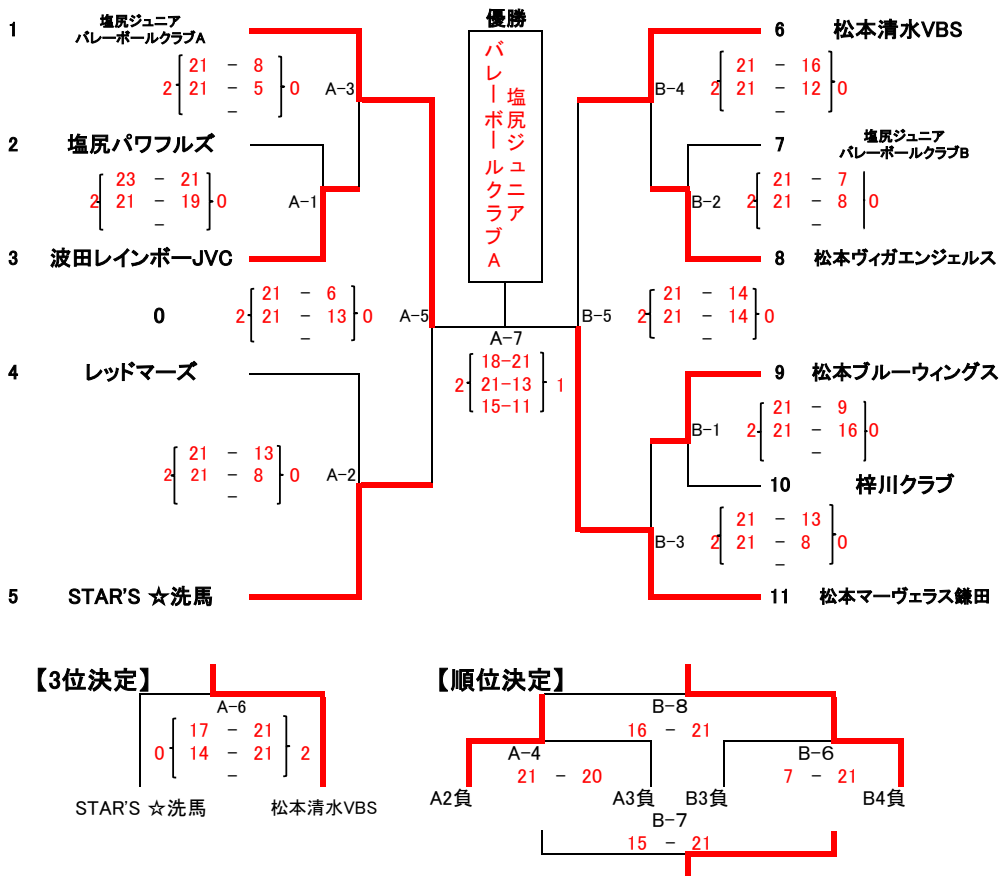 優勝
塩尻ジュニア
バレーボールクラブA
1
塩尻ジュニア
バレーボールクラブA
21 － 8
2 21 － 5 0
－
A-3
2
塩尻パワフルズ
23 － 21
2 21 － 19 0
－
A-1
3
波田レインボーJVC
0
21 － 6
2 21 － 13 0
－
A-5
4
レッドマーズ
21 － 13
2 21 － 8 0
－
A-2
5
STAR'S ☆洗馬
A-7
18-21
2 21-13 1
15-11
6
松本清水VBS
B-4
21 － 16
2 21 － 12 0
－
7
塩尻ジュニア
バレーボールクラブB
B-2
21 － 7
2 21 － 8 0
－
8
松本ヴィガエンジェルス
B-5
21 － 14
2 21 － 14 0
－
9
松本ブルーウィングス
B-1
21 － 9
2 21 － 16 0
－
10
梓川クラブ
B-3
21 － 13
2 21 － 8 0
－
11
松本マーヴェラス鎌田
【3位決定】
A-6
17 － 21
0 14 － 21 2
－
STAR'S ☆洗馬
松本清水VBS
【順位決定】
B-8
16 － 21
A-4
21 － 20
B-6
7 － 21
A2負
A3負
B3負
B4負
B-7
15 － 21